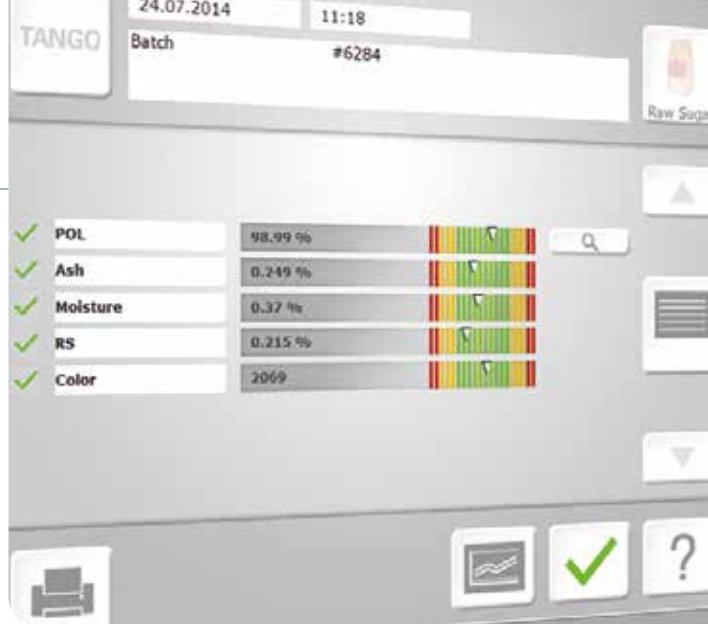 24.07.2014 11:18
TANGO
Batch #6284
Raw Sugar
POL 98.99 %
Ash 0.249 %
Moisture 0.37 %
RS 0.215 %
Color 2069
?